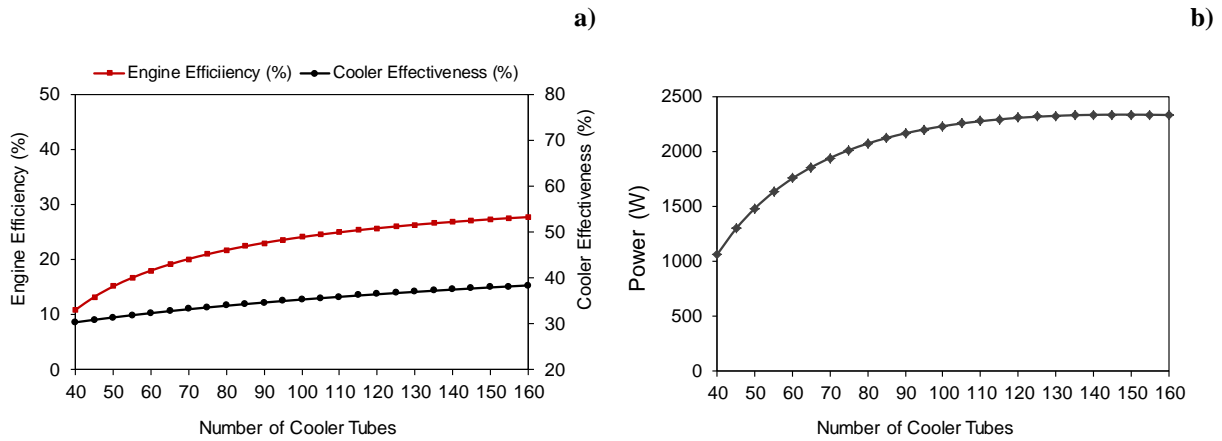 a)
Engine Efficiiency (%) Cooler Effectiveness (%)
50
40
30
20
10
0
Engine Efficiency (%)
80
70
60
50
40
30
20
Cooler Effectiveness (%)
40 50 60 70 80 90 100 110 120 130 140 150 160
Number of Cooler Tubes
b)
2500
2000
1500
1000
500
0
Power (W)
40 50 60 70 80 90 100 110 120 130 140 150 160
Number of Cooler Tubes